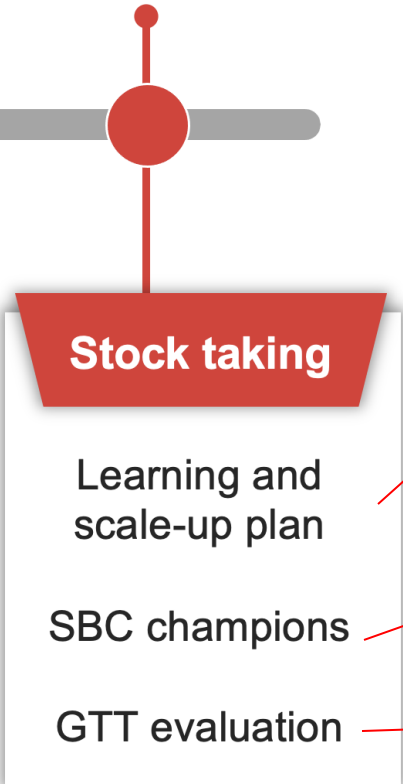 Stock taking
Learning and
scale-up plan
SBC champions
GTT evaluation